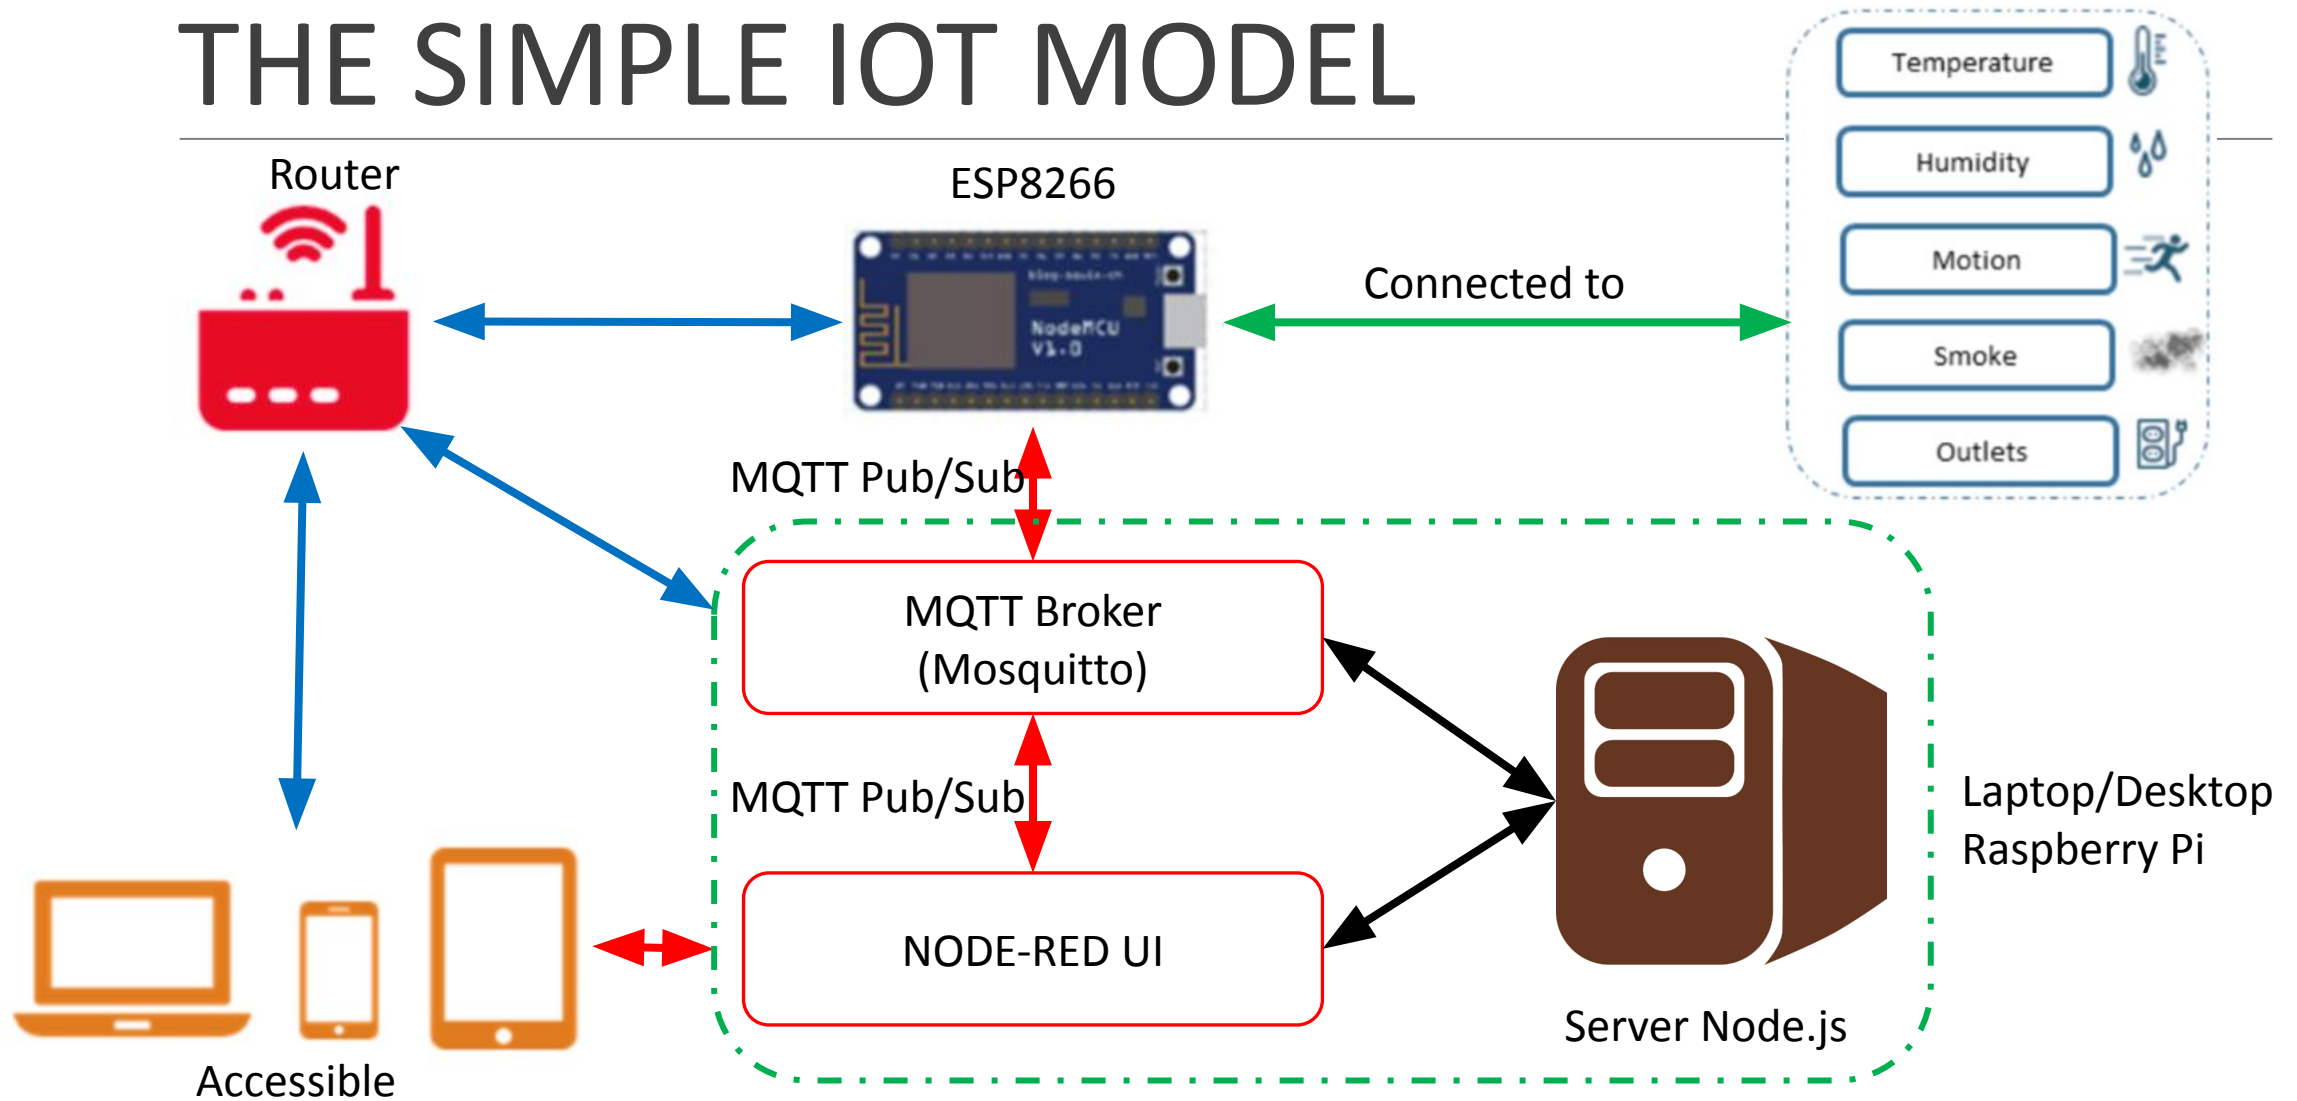 THE SIMPLE IOT MODEL
Temperature
Humidity
Motion
Smoke
Outlets
Router
ESP8266
NodeMCU
V1.0
Connected to
MQTT Pub/Sub
MQTT Broker
(Mosquitto)
MQTT Pub/Sub
NODE-RED UI
Server Node.js
Laptop/Desktop
Raspberry Pi
Accessible